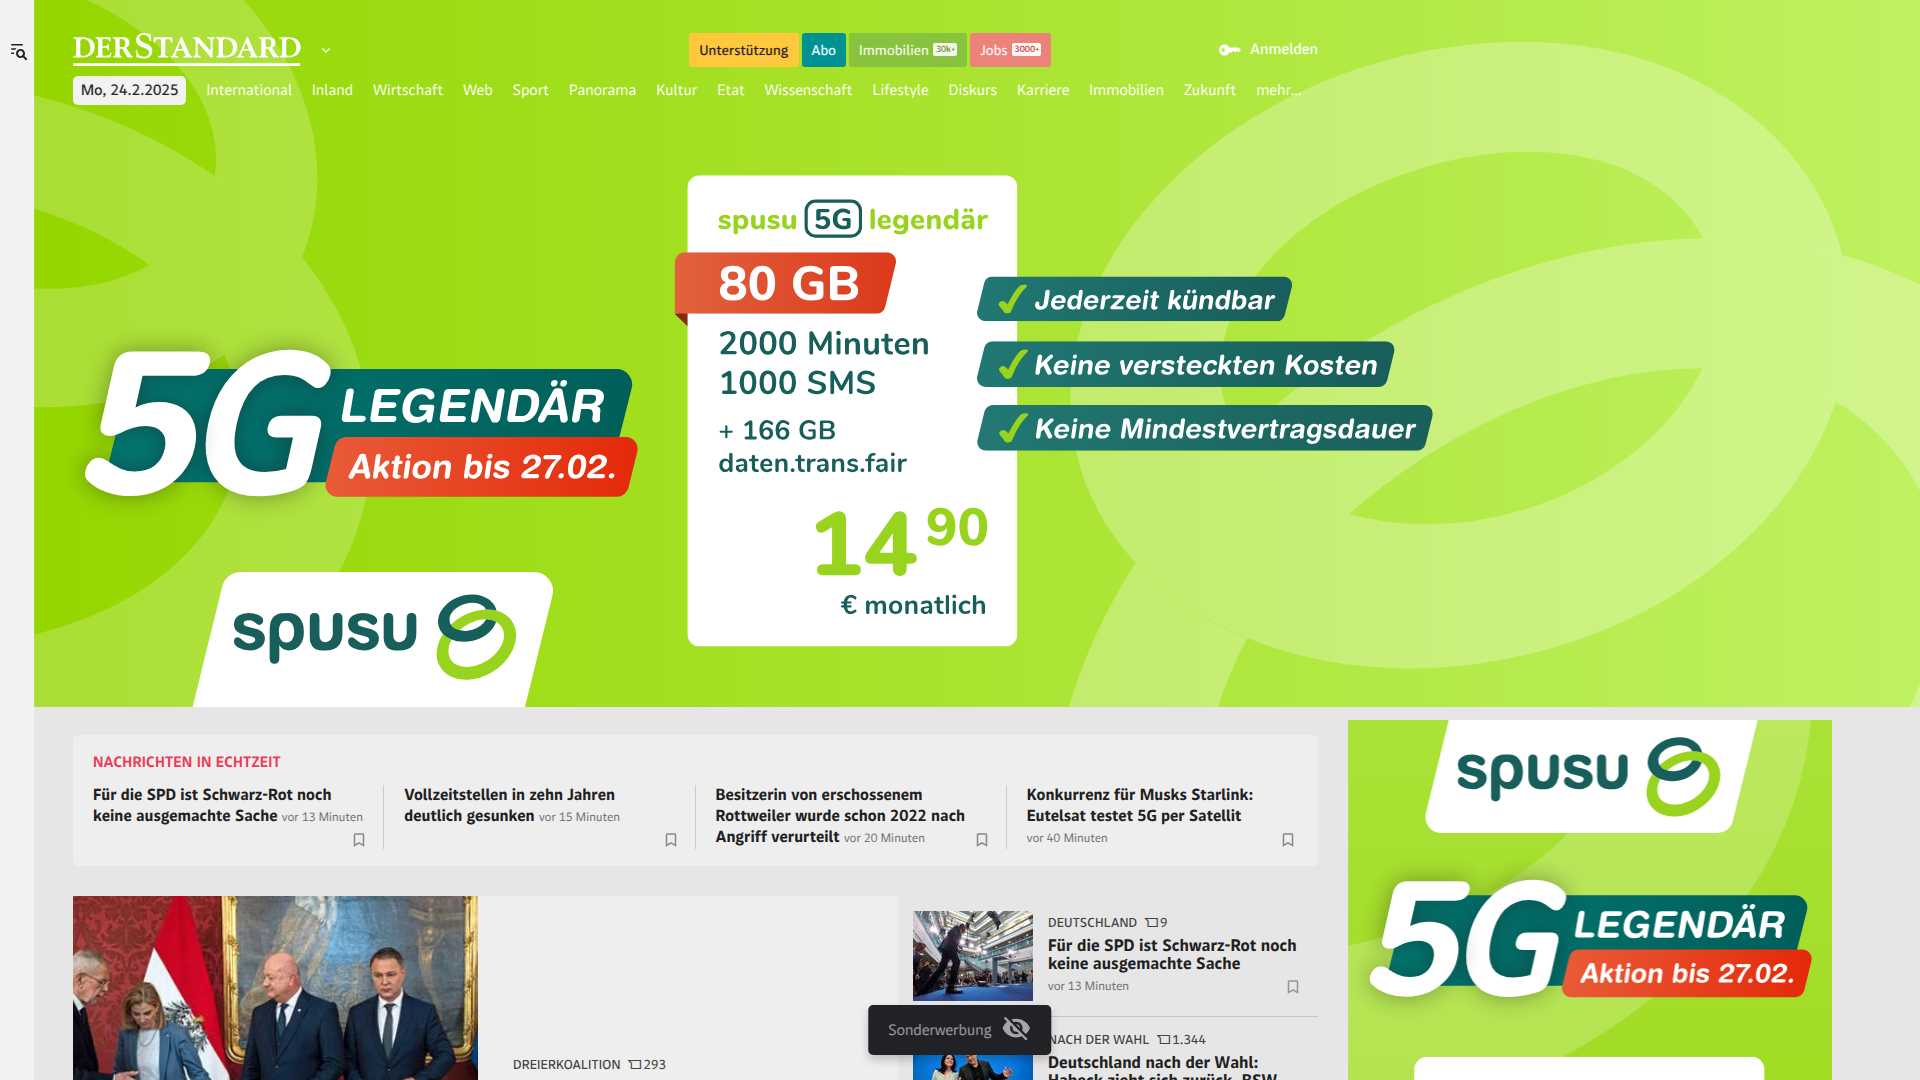 DERSTANDARD
Unterstützung
Abo
Immobilien 30k+
Jobs 3000+
Anmelden
Mo, 24.2.2025
International
Inland
Wirtschaft
Web
Sport
Panorama
Kultur
Etat
Wissenschaft
Lifestyle
Diskurs
Karriere
Immobilien
Zukunft
mehr...
5G LEGENDÄR
Aktion bis 27.02.
spusu
spusu 5G legendär
80 GB
2000 Minuten
1000 SMS
+ 166 GB
daten.trans.fair
14 90
€ monatlich
Jederzeit kündbar
Keine versteckten Kosten
Keine Mindestvertragsdauer
NACHRICHTEN IN ECHTZEIT
Für die SPD ist Schwarz-Rot noch
keine ausgemachte Sache vor 13 Minuten
Vollzeitstellen in zehn Jahren
deutlich gesunken vor 15 Minuten
Besitzerin von erschossenem
Rottweiler wurde schon 2022 nach
Angriff verurteilt vor 20 Minuten
Konkurrenz für Musks Starlink:
Eutelsat testet 5G per Satellit
vor 40 Minuten
DREIERKOALITION 293
DEUTSCHLAND 9
Für die SPD ist Schwarz-Rot noch
keine ausgemachte Sache
vor 13 Minuten
Sonderwerbung
NACH DER WAHL 1.344
Deutschland nach der Wahl:
Habeck zieht sich zurück, BSW
spusu
5G LEGENDÄR
Aktion bis 27.02.